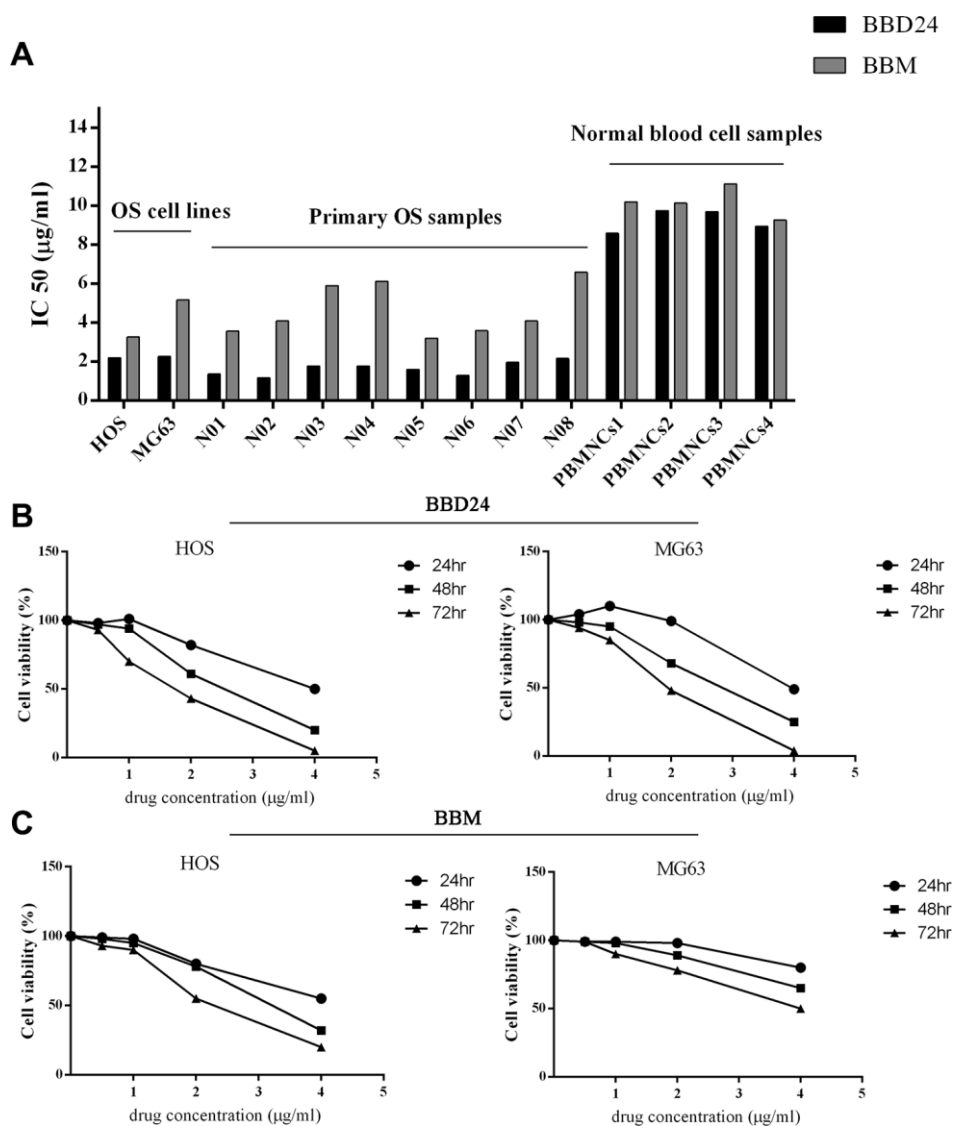 BBD24
A
BBM
14
12
10
8
6
4
2
0
IC 50 (μg/ml)
OS cell lines
Primary OS samples
Normal blood cell samples
HOS
MG63
N01
N02
N03
N04
N05
N06
N07
N08
PBMNCs1
PBMNCs2
PBMNCs3
PBMNCs4
B
BBD24
HOS
150
100
50
0
Cell viability (%)
24hr
48hr
72hr
1 2 3 4 5
drug concentration (μg/ml)
MG63
150
100
50
0
Cell viability (%)
24hr
48hr
72hr
1 2 3 4 5
drug concentration (μg/ml)
C
BBM
HOS
150
100
50
0
Cell viability (%)
24hr
48hr
72hr
1 2 3 4 5
drug concentration (μg/ml)
MG63
150
100
50
0
Cell viability (%)
24hr
48hr
72hr
1 2 3 4 5
drug concentration (μg/ml)